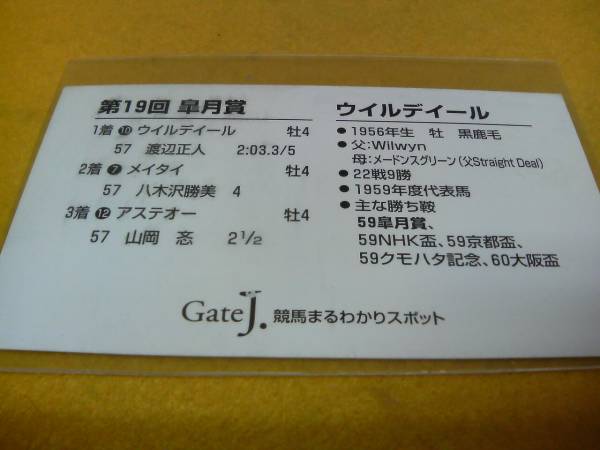 第19回 皐月賞
1着 ⑩ ウイルデイール 牡4
57 渡辺正人 2:03.3/5
2着 ⑦ メイタイ 牡4
57 八木沢勝美 4
3着 ⑫ アステオー 牡4
57 山岡 忞 2 1/2
ウイルデイール
● 1956年生 牡 黒鹿毛
● 父:Wilwyn
母:メードンスグリーン(父Straight Deal)
● 22戦9勝
● 1959年度代表馬
● 主な勝ち鞍
59皐月賞、
59NHK盃、59京都盃、
59クモハタ記念、60大阪盃
Gate J. 競馬まるわかりスポット